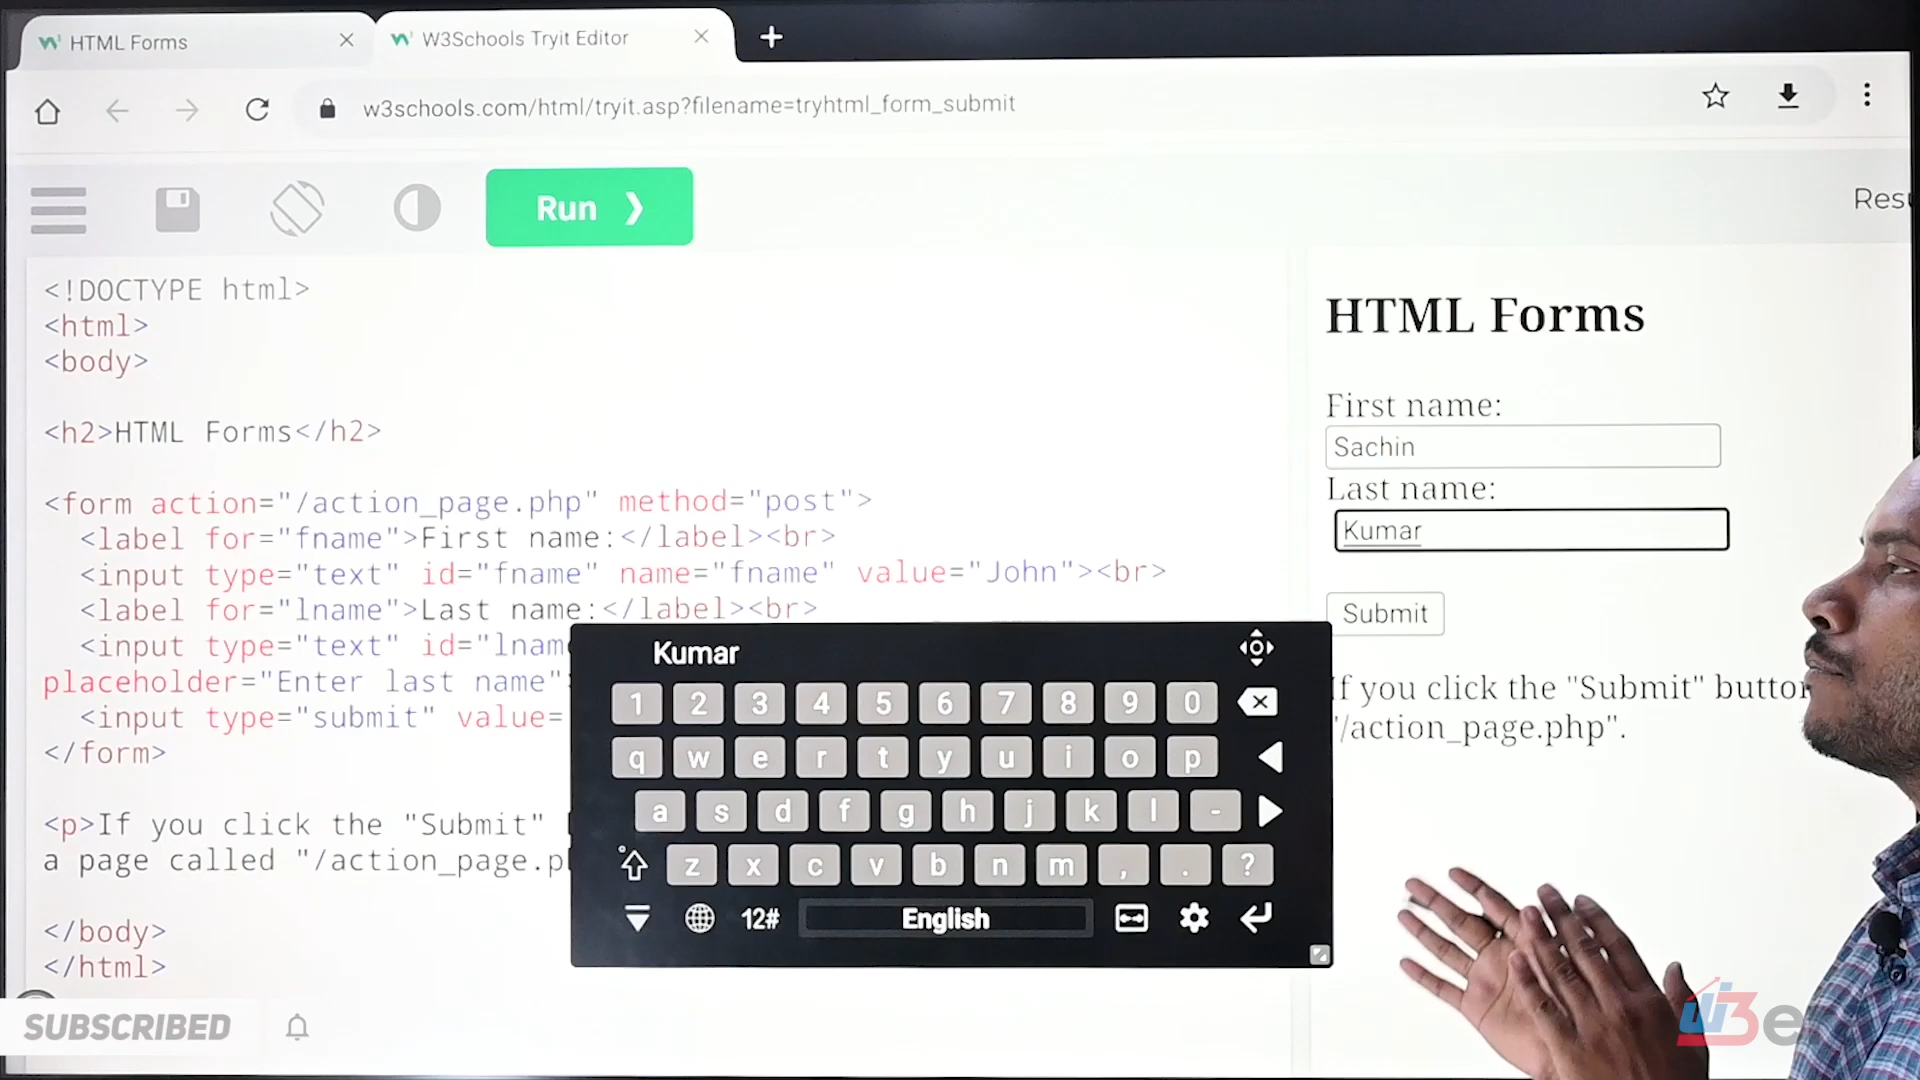 HTML Forms
W3Schools Tryit Editor
w3schools.com/html/tryit.asp?filename=tryhtml_form_submit
Run ❯
<!DOCTYPE html>
<html>
<body>
<h2>HTML Forms</h2>
<form action="/action_page.php" method="post">
<label for="fname">First name:</label><br>
<input type="text" id="fname" name="fname" value="John"><br>
<label for="lname">Last name:</label><br>
<input type="text" id="lname
placeholder="Enter last name"
<input type="submit" value=
</form>
<p>If you click the "Submit"
a page called "/action_page.p
</body>
</html>
HTML Forms
First name:
Sachin
Last name:
Kumar
Submit
If you click the "Submit" button
"/action_page.php".
Kumar
1 2 3 4 5 6 7 8 9 0
q w e r t y u i o p
a s d f g h j k l -
z x c v b n m , . ?
12# English
SUBSCRIBED